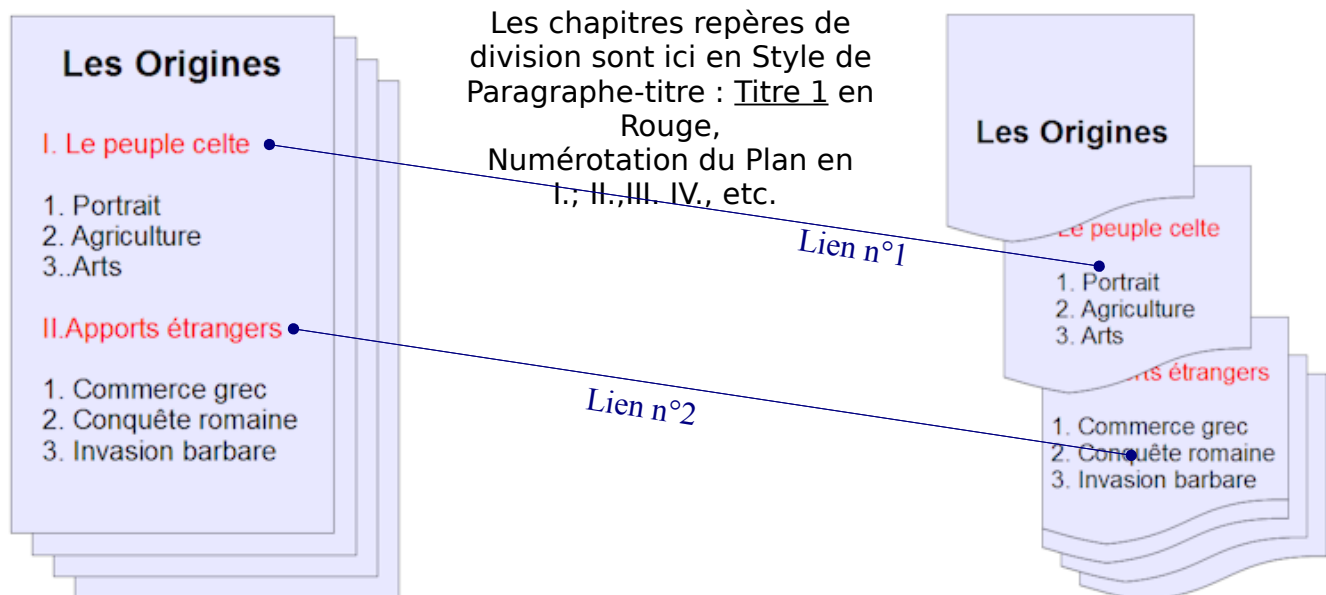 Les Origines
I. Le peuple celte
1. Portrait
2. Agriculture
3..Arts
II.Apports étrangers
1. Commerce grec
2. Conquête romaine
3. Invasion barbare
Les chapitres repères de
division sont ici en Style de
Paragraphe-titre : Titre 1 en
Rouge,
Numérotation du Plan en
I.; II.,III. IV., etc.
Lien n°1
Lien n°2
Les Origines
Le peuple celte
1. Portrait
2. Agriculture
3. Arts
étrangers
1. Commerce grec
2. Conquête romaine
3. Invasion barbare